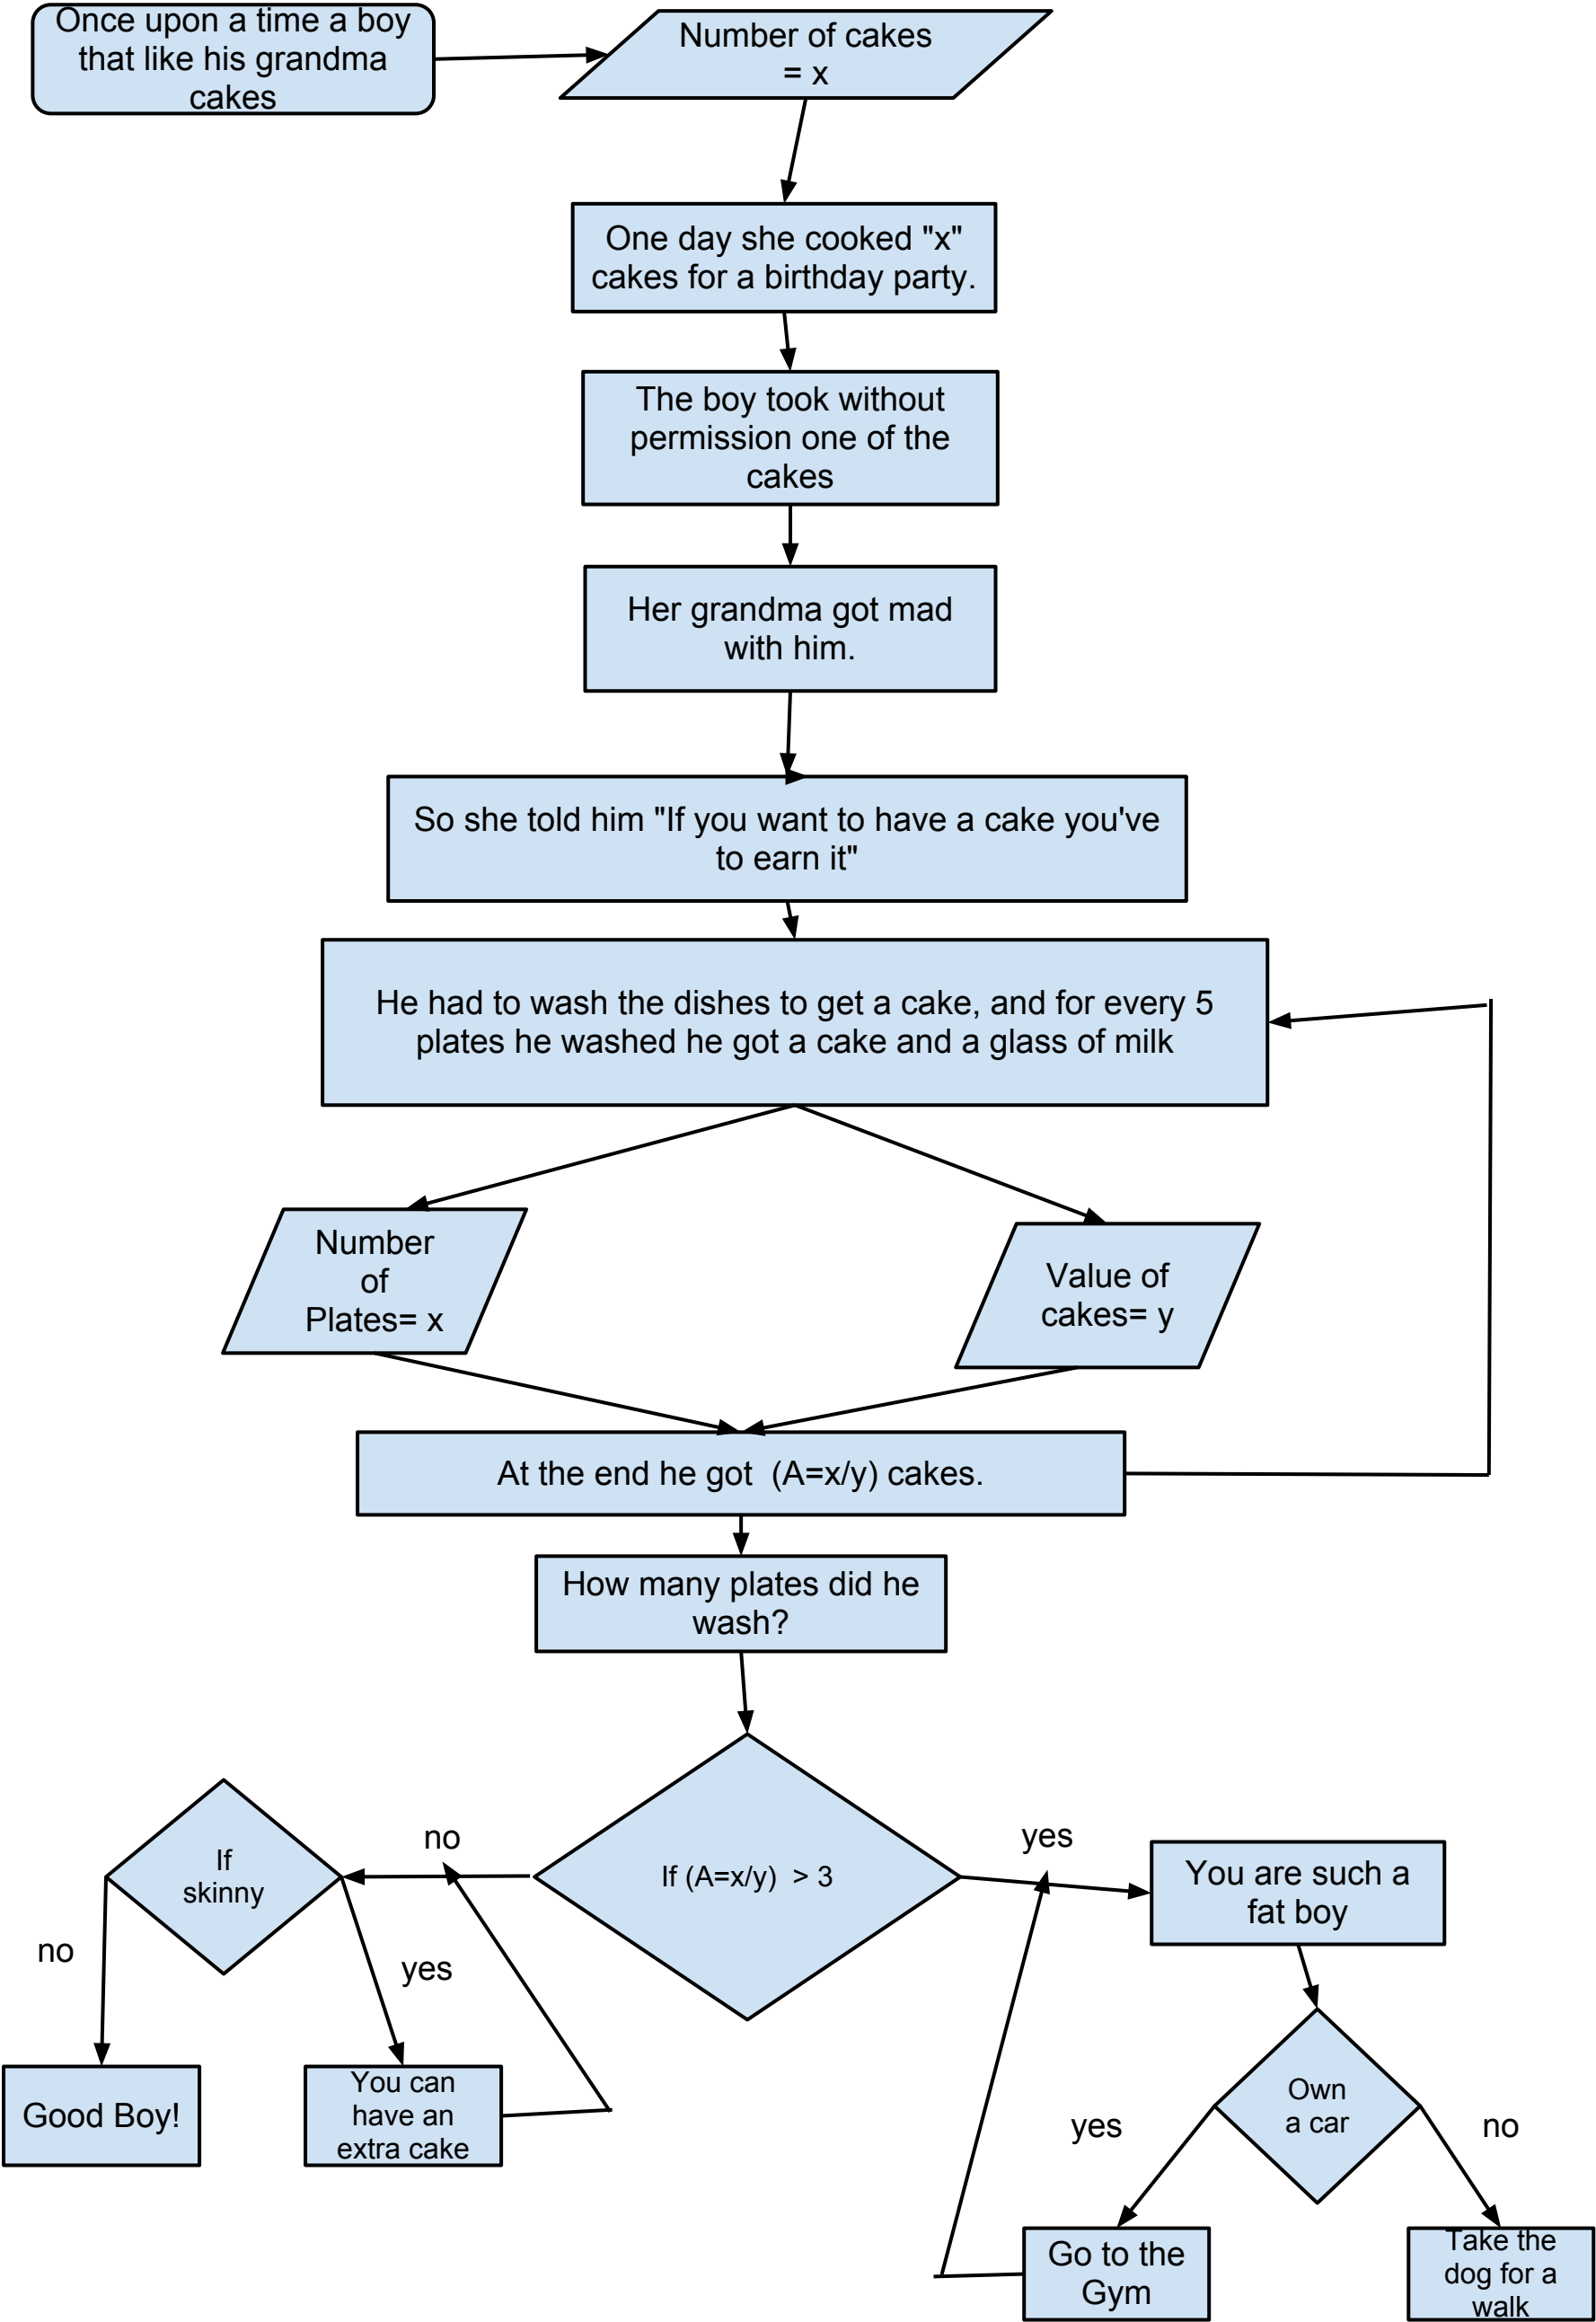 Once upon a time a boy
that like his grandma
cakes
Number of cakes
= x
One day she cooked "x"
cakes for a birthday party.
The boy took without
permission one of the
cakes
Her grandma got mad
with him.
So she told him "If you want to have a cake you've
to earn it"
He had to wash the dishes to get a cake, and for every 5
plates he washed he got a cake and a glass of milk
Number
of
Plates= x
Value of
cakes= y
At the end he got  (A=x/y) cakes.
How many plates did he
wash?
If (A=x/y)  > 3
no
yes
If
skinny
You are such a
fat boy
no
yes
Good Boy!
You can
have an
extra cake
Own
a car
yes
no
Go to the
Gym
Take the
dog for a
walk